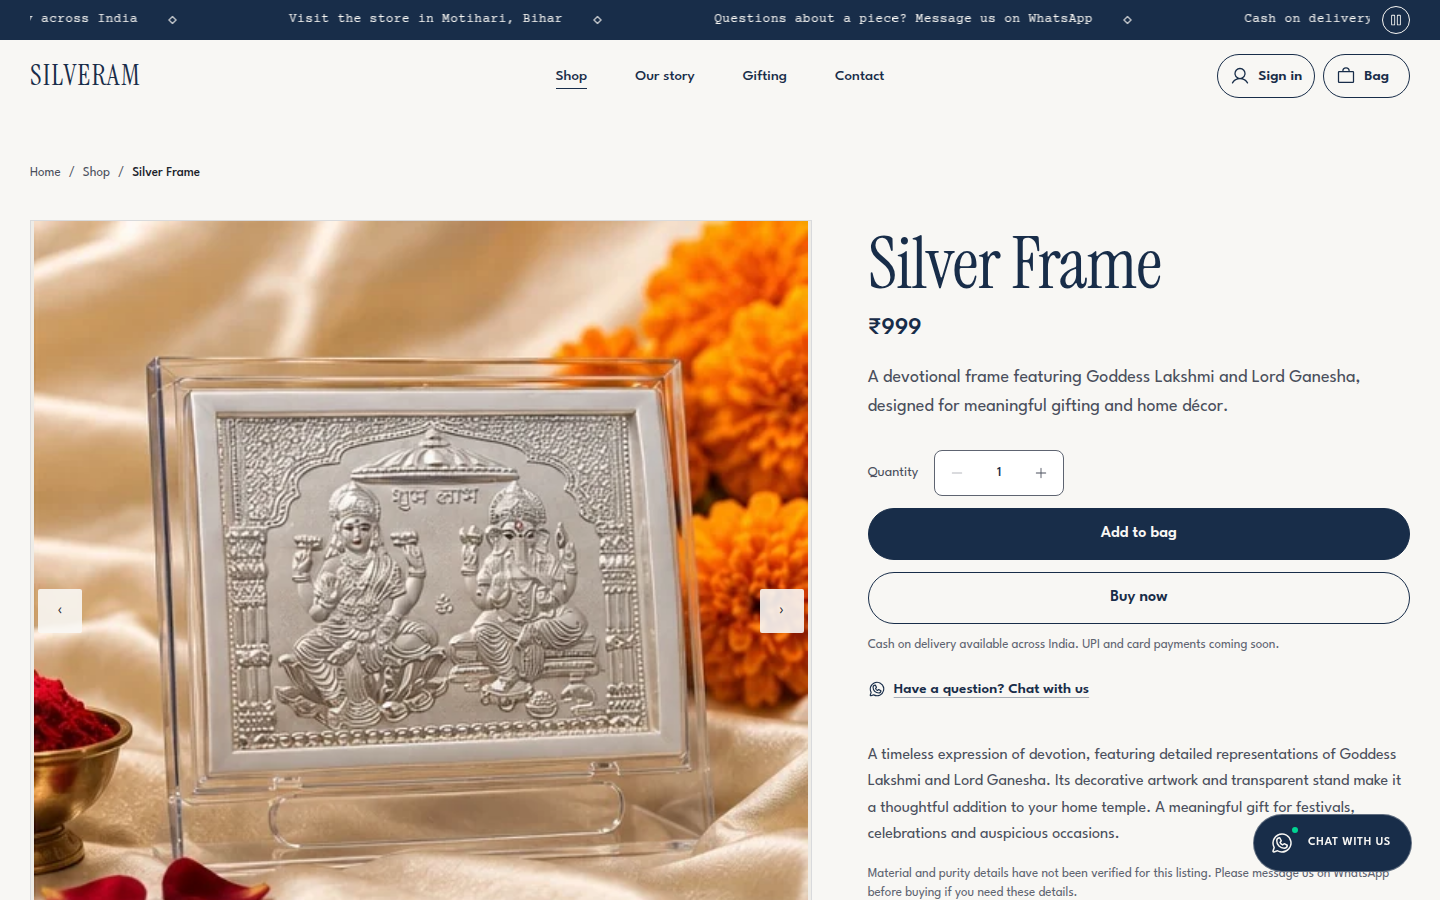 across India ◇ Visit the store in Motihari, Bihar ◇ Questions about a piece? Message us on WhatsApp ◇ Cash on delivery
SILVERAM
Shop Our story Gifting Contact
Sign in Bag
Home / Shop / Silver Frame
Silver Frame
₹999
A devotional frame featuring Goddess Lakshmi and Lord Ganesha,
designed for meaningful gifting and home décor.
Quantity − 1 +
Add to bag
Buy now
Cash on delivery available across India. UPI and card payments coming soon.
Have a question? Chat with us
A timeless expression of devotion, featuring detailed representations of Goddess
Lakshmi and Lord Ganesha. Its decorative artwork and transparent stand make it
a thoughtful addition to your home temple. A meaningful gift for festivals,
celebrations and auspicious occasions.
CHAT WITH US
Material and purity details have not been verified for this listing. Please message us on WhatsApp
before buying if you need these details.
शुभ लाभ